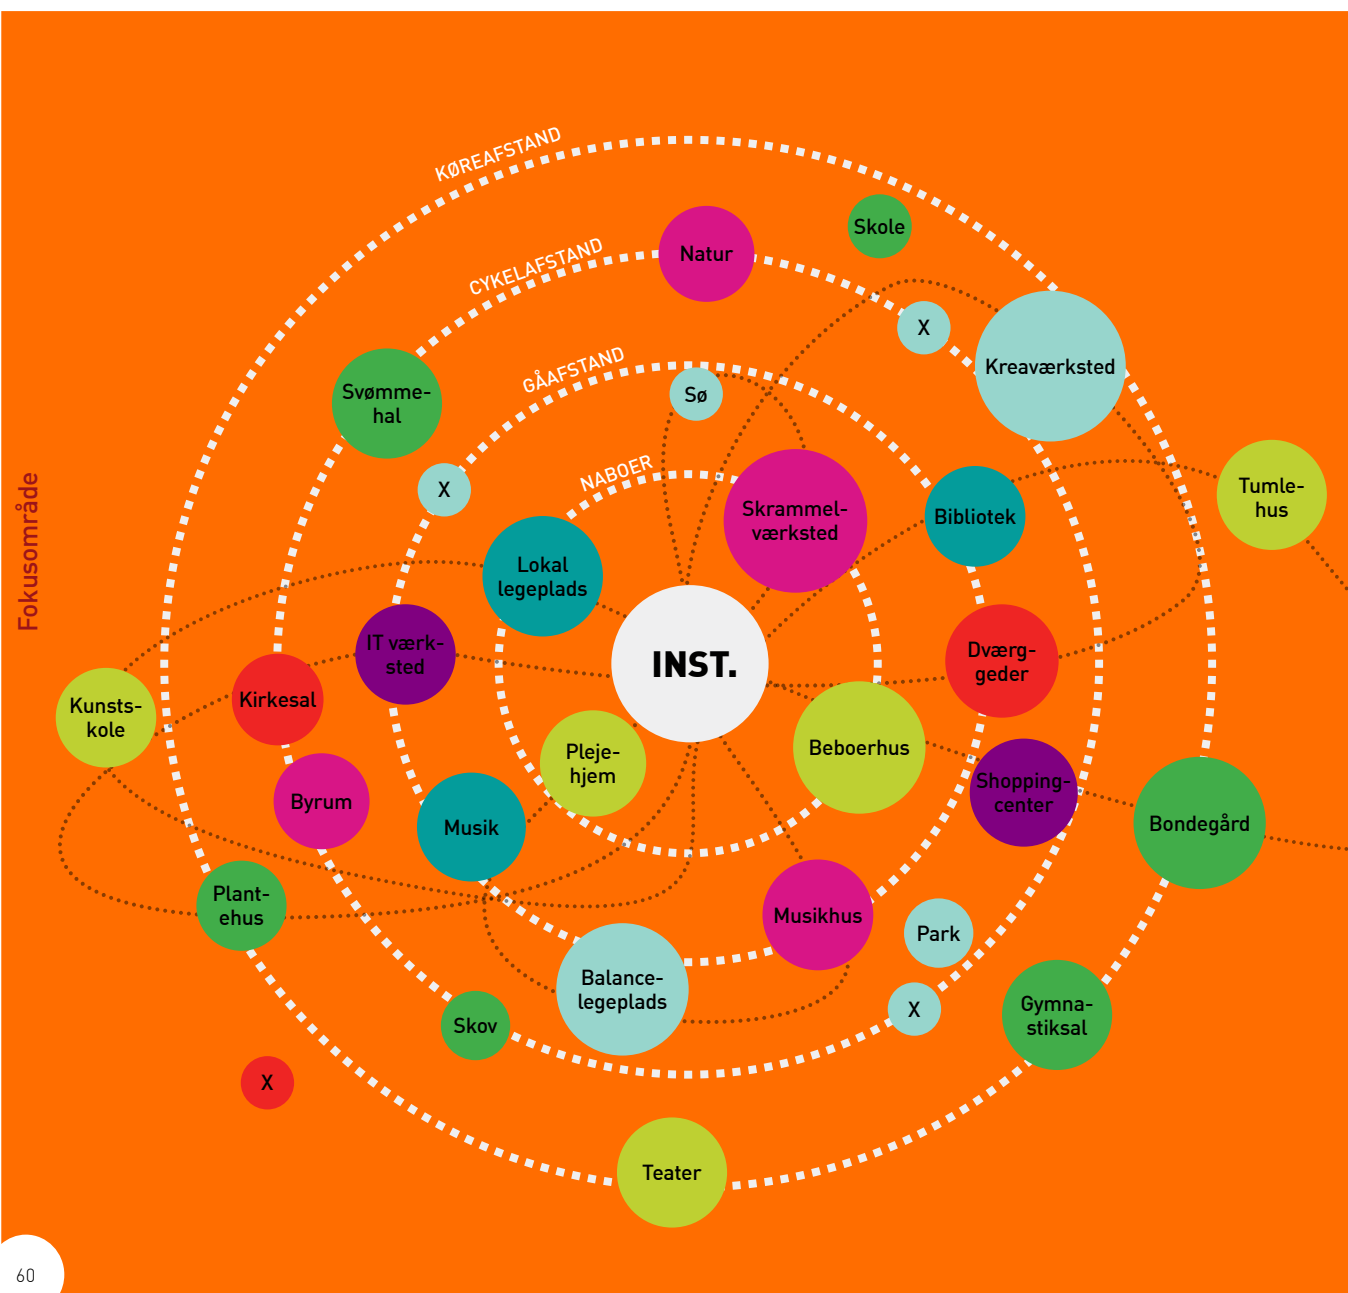 KØREAFSTAND
Skole
CYKELAFSTAND
Natur
X
GÅAFSTAND
Kreaværksted
Svømme-
hal
Sø
NABOER
X
Skrammel-
værksted
Bibliotek
Tumle-
hus
Fokusområde
Lokal
legeplads
IT værk-
sted
INST.
Dværg-
geder
Kirkesal
Kunsts-
kole
Pleje-
hjem
Beboerhus
Byrum
Shopping-
center
Musik
Bondegård
Plant-
ehus
Musikhus
Park
Balance-
legeplads
X
Gymna-
stiksal
Skov
X
Teater
60